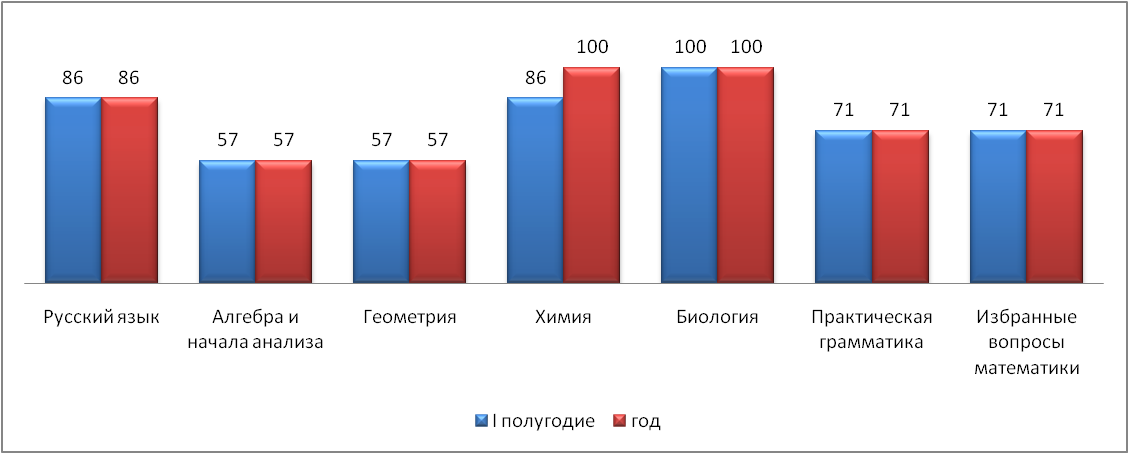 86 86
57 57
57 57
86 100
100 100
71 71
71 71
Русский язык
Алгебра и
начала анализа
Геометрия
Химия
Биология
Практическая
грамматика
Избранные
вопросы
математики
I полугодие
год